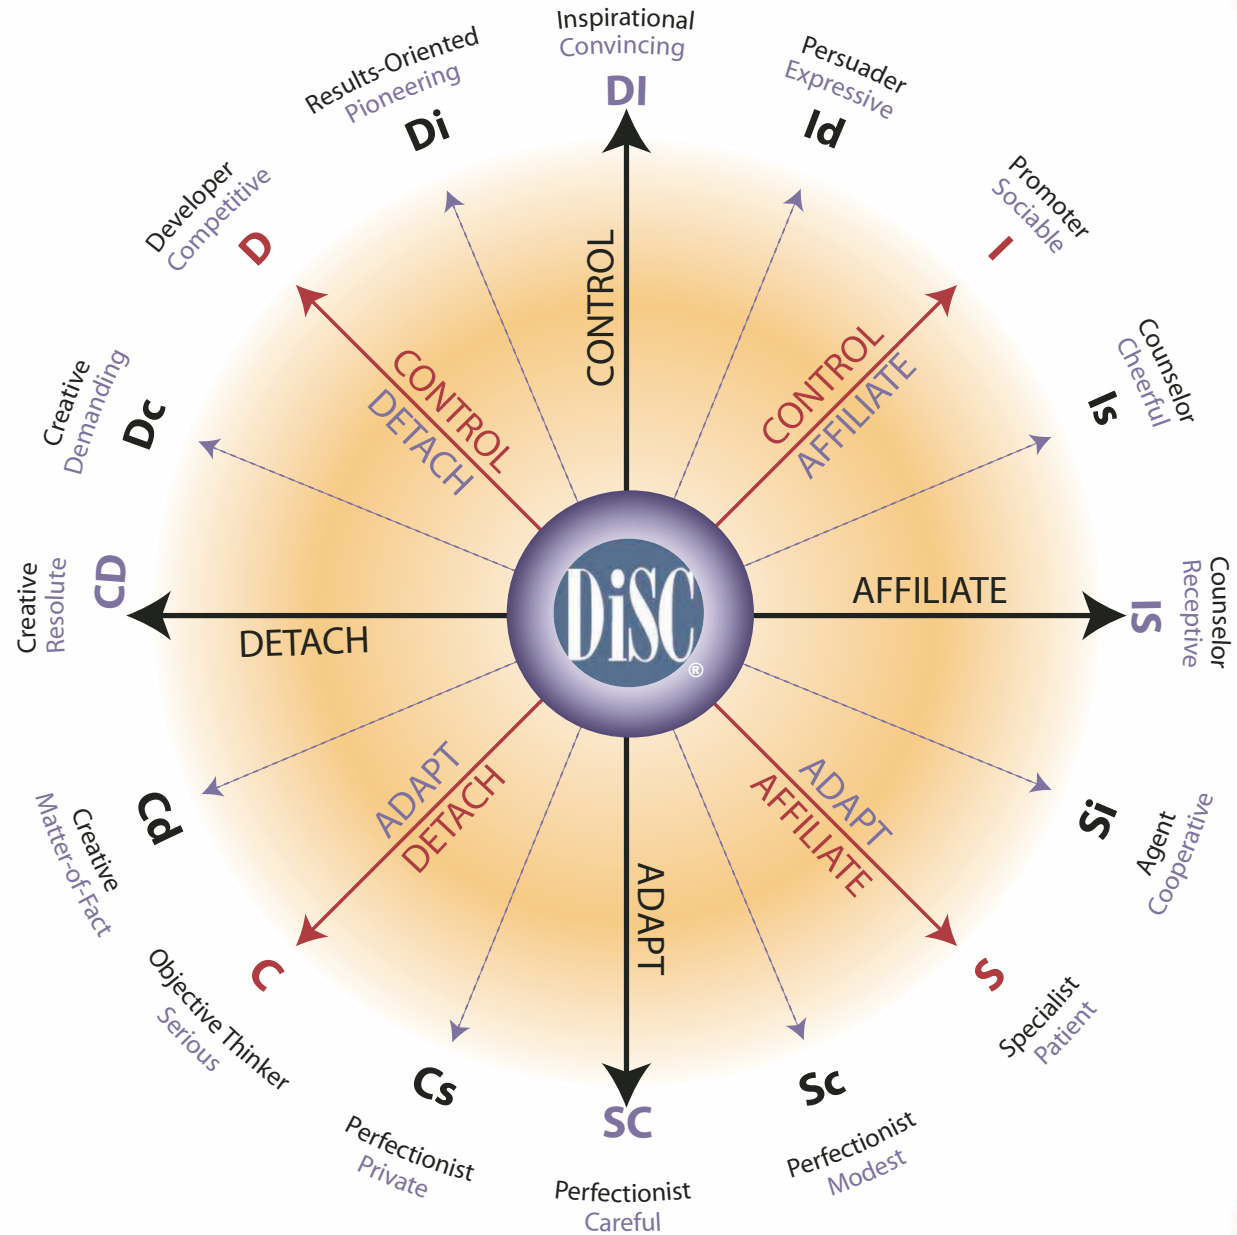 Inspirational
Convincing
DI
Persuader
Expressive
Id
Promoter
Sociable
I
Counselor
Cheerful
Is
Counselor
Receptive
IS
Agent
Cooperative
Si
Specialist
Patient
S
Perfectionist
Modest
Sc
SC
Perfectionist
Careful
Cs
Perfectionist
Private
C
Objective Thinker
Serious
Cd
Creative
Matter-of-Fact
CD
Creative
Resolute
Creative
Demanding
Dc
Developer
Competitive
D
Results-Oriented
Pioneering
Di
CONTROL
CONTROL
AFFILIATE
AFFILIATE
ADAPT
AFFILIATE
ADAPT
ADAPT
DETACH
DETACH
CONTROL
DETACH
DiSC
®